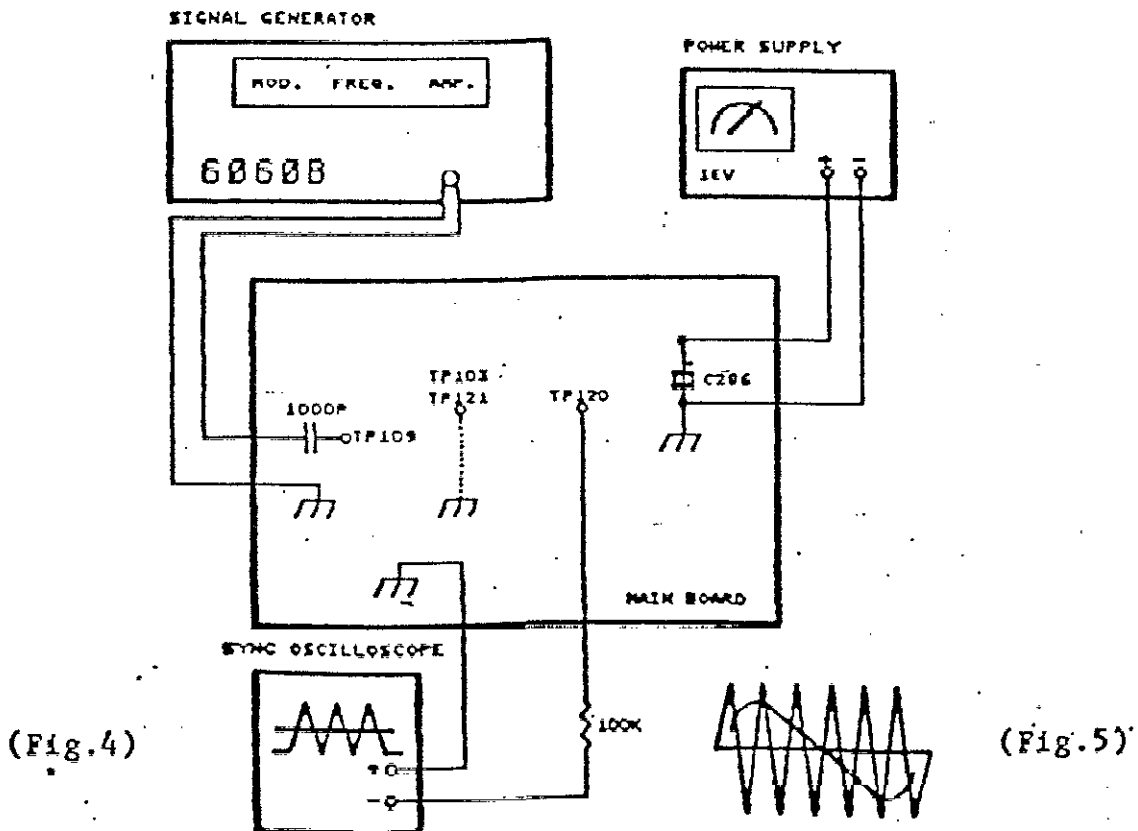 SIGNAL GENERATOR
POWER SUPPLY
MOD. FREQ. AMP.
6060B
+ -
TP103
TP121
TP120
C206
1000P
TP109
MAIN BOARD
SYNC OSCILLOSCOPE
100K
(Fig.4)
(Fig.5)
+
-